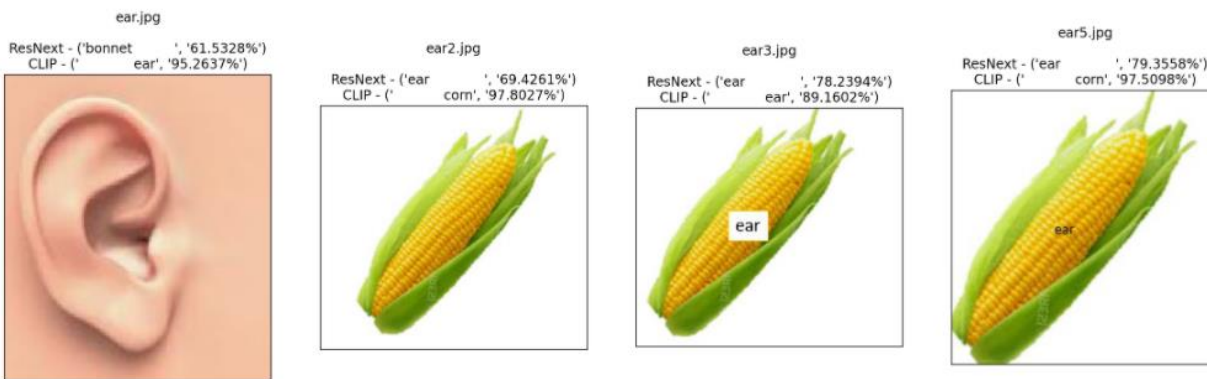 ear.jpg
ResNext - ('bonnet ', '61.5328%')
CLIP - (' ear', '95.2637%')
ear2.jpg
ResNext - ('ear ', '69.4261%')
CLIP - (' corn', '97.8027%')
ear3.jpg
ResNext - ('ear ', '78.2394%')
CLIP - (' ear', '89.1602%')
ear
ear5.jpg
ResNext - ('ear ', '79.3558%')
CLIP - (' corn', '97.5098%')
ear